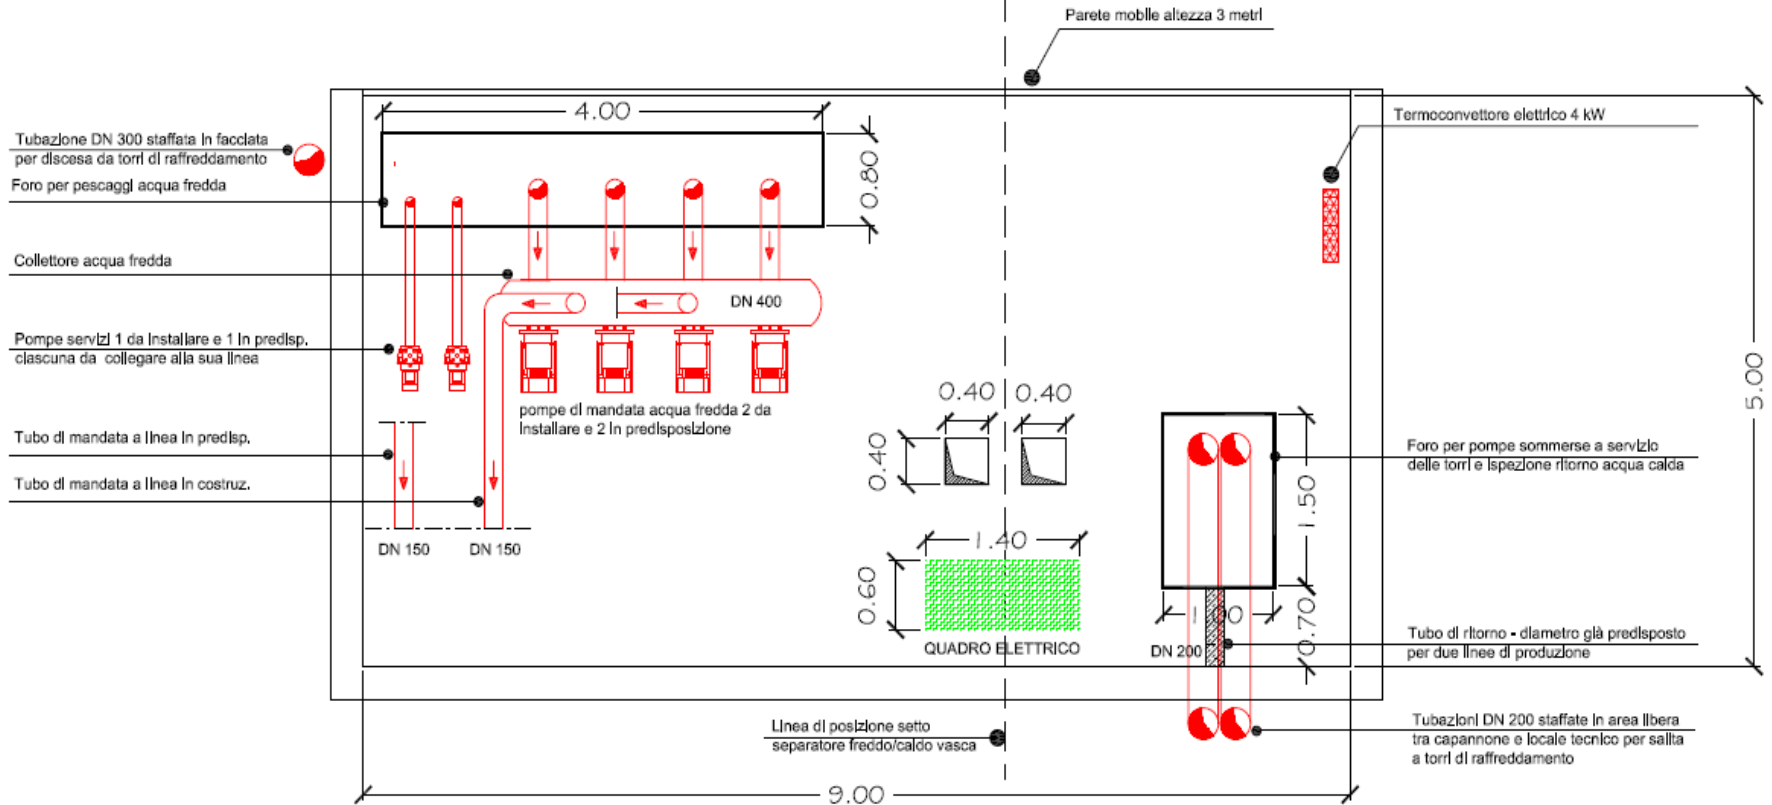 Parete mobile altezza 3 metri
4.00
Termoconvettore elettrico 4 kW
Tubazione DN 300 staffata in facciata
per discesa da torri di raffreddamento
0.80
Foro per pescaggi acqua fredda
Collettore acqua fredda
DN 400
Pompe servizi 1 da installare e 1 in predisp.
ciascuna da collegare alla sua linea
5.00
0.40
0.40
pompe di mandata acqua fredda 2 da
installare e 2 in predisposizione
Tubo di mandata a linea in predisp.
0.40
Foro per pompe sommerse a servizio
delle torri e ispezione ritorno acqua calda
Tubo di mandata a linea in costruz.
1.50
DN 150
DN 150
1.40
0.60
1.00
0.70
QUADRO ELETTRICO
DN 200
Tubo di ritorno - diametro già predisposto
per due linee di produzione
Linea di posizione setto
separatore freddo/caldo vasca
Tubazioni DN 200 staffate in area libera
tra capannone e locale tecnico per salita
a torri di raffreddamento
9.00